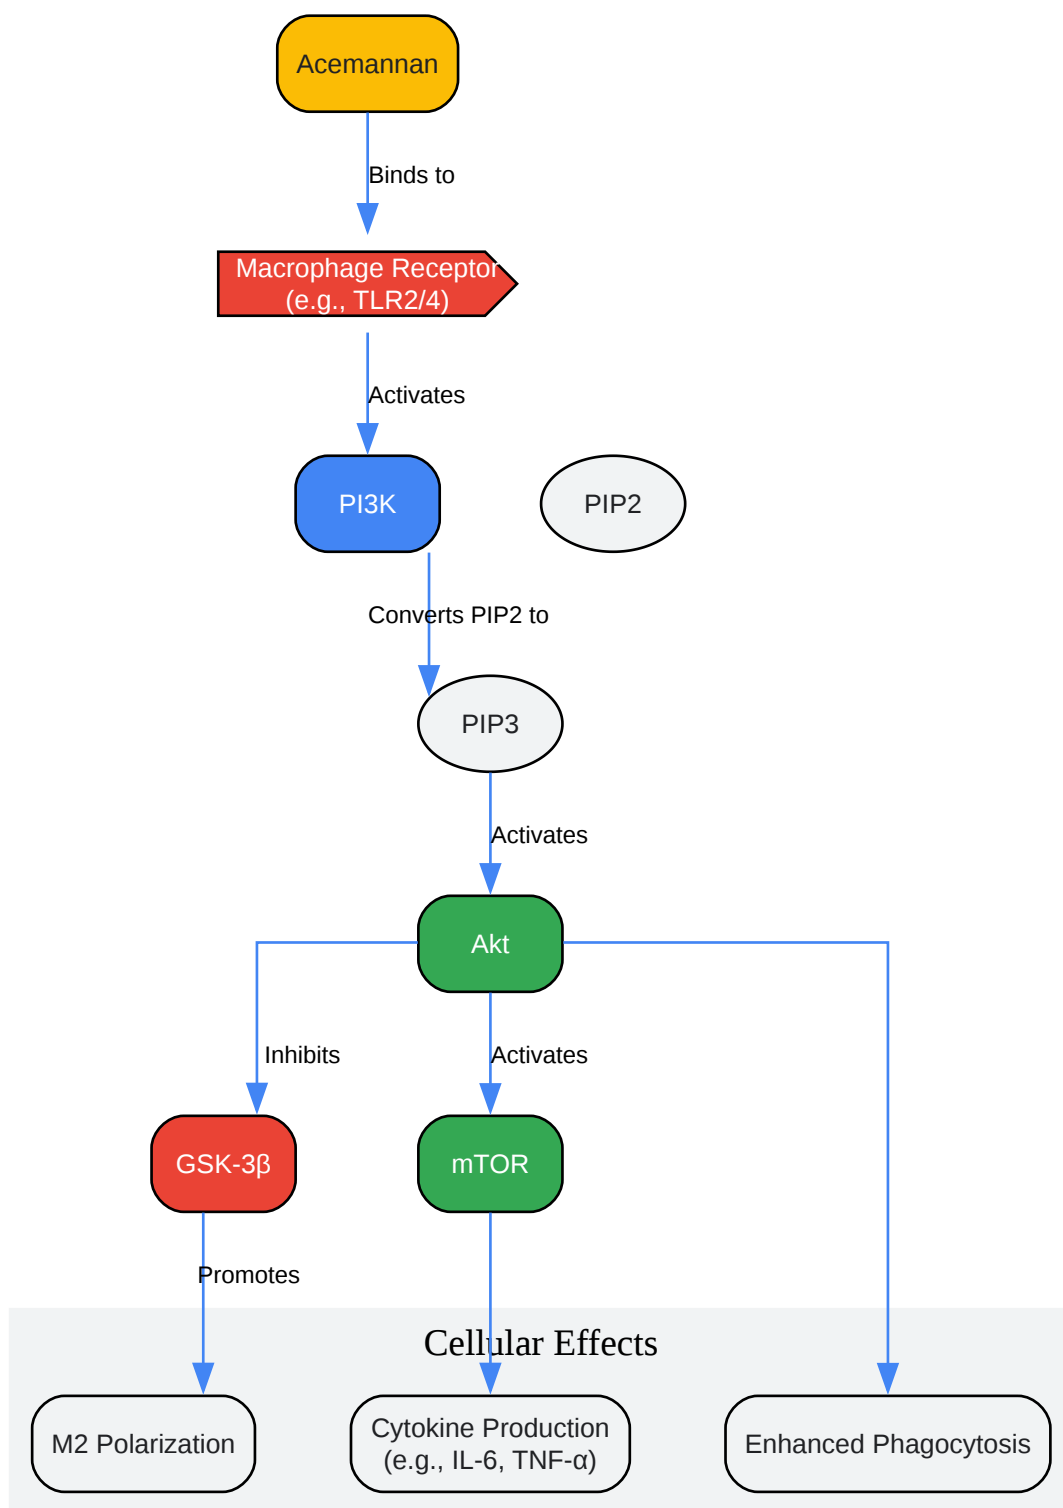 Acemannan
Binds to
Macrophage Receptor
(e.g., TLR2/4)
Activates
PI3K
PIP2
Converts PIP2 to
PIP3
Activates
Akt
Inhibits
Activates
GSK-3β
mTOR
Promotes
Cellular Effects
M2 Polarization
Cytokine Production
(e.g., IL-6, TNF-α)
Enhanced Phagocytosis